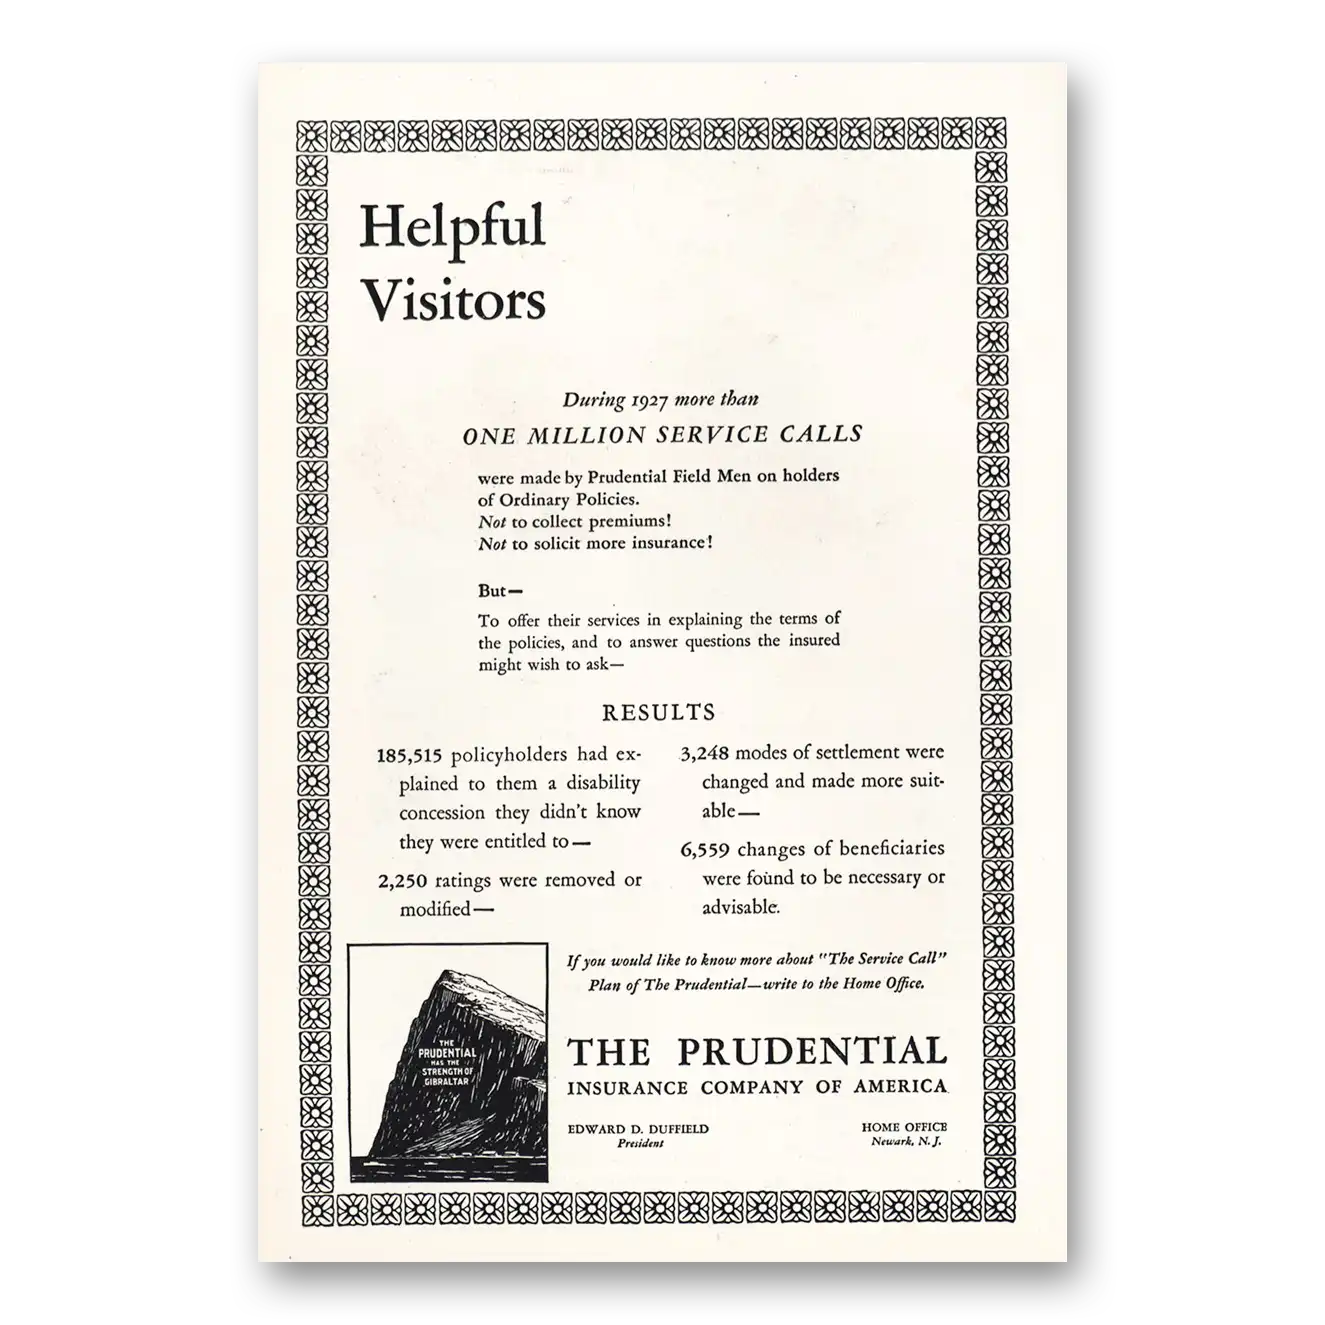 Helpful
Visitors
During 1927 more than
ONE MILLION SERVICE CALLS
were made by Prudential Field Men on holders
of Ordinary Policies.
Not to collect premiums!
Not to solicit more insurance!
But—
To offer their services in explaining the terms of
the policies, and to answer questions the insured
might wish to ask—
RESULTS
185,515 policyholders had ex-
plained to them a disability
concession they didn't know
they were entitled to—
2,250 ratings were removed or
modified—
3,248 modes of settlement were
changed and made more suit-
able—
6,559 changes of beneficiaries
were found to be necessary or
advisable.
THE
PRUDENTIAL
HAS THE
STRENGTH OF
GIBRALTAR
If you would like to know more about "The Service Call"
Plan of The Prudential—write to the Home Office.
THE PRUDENTIAL
INSURANCE COMPANY OF AMERICA
EDWARD D. DUFFIELD
President
HOME OFFICE
Newark, N. J.